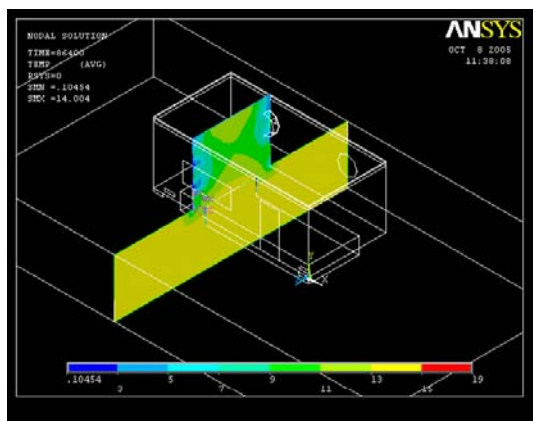 NODAL SOLUTION
TIME=86400
TEMP (AVG)
RSYS=0
SMN =.10454
SMX =14.004
ANSYS
OCT 8 2005
11:38:08
Y
X
.10454 3 5 7 9 11 13 15 19